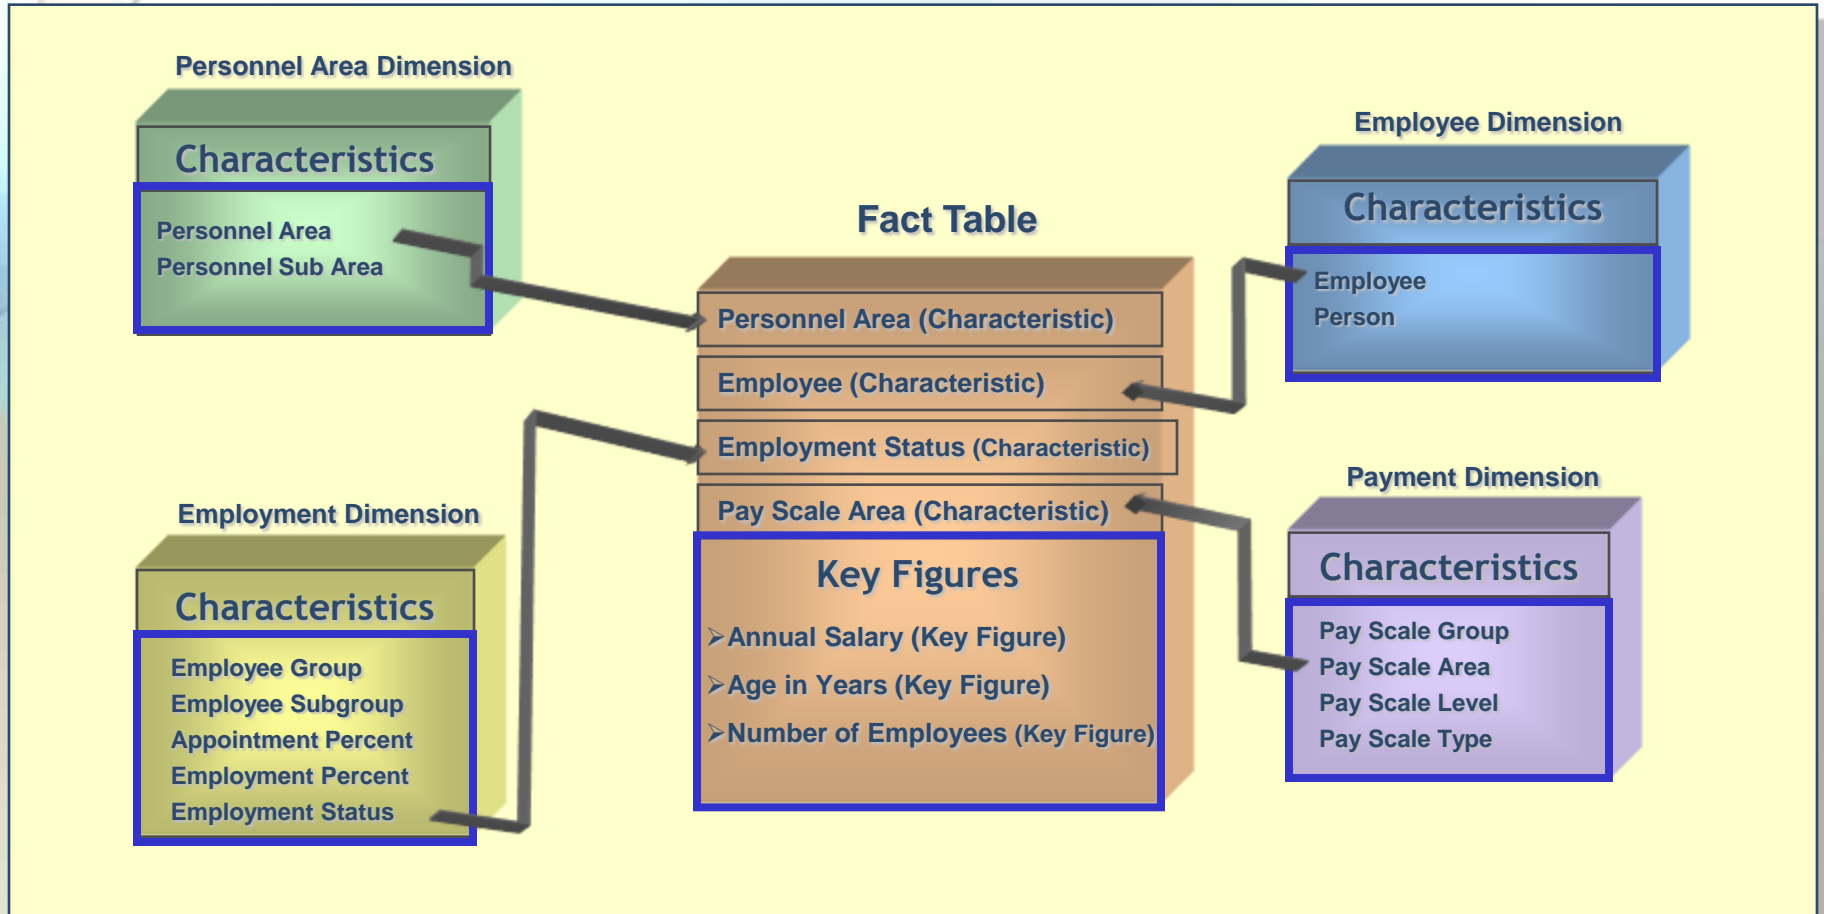 Personnel Area Dimension
Characteristics
Personnel Area
Personnel Sub Area
Employment Dimension
Characteristics
Employee Group
Employee Subgroup
Appointment Percent
Employment Percent
Employment Status
Fact Table
Personnel Area (Characteristic)
Employee (Characteristic)
Employment Status (Characteristic)
Pay Scale Area (Characteristic)
Key Figures
➢Annual Salary (Key Figure)
➢Age in Years (Key Figure)
➢Number of Employees (Key Figure)
Employee Dimension
Characteristics
Employee
Person
Payment Dimension
Characteristics
Pay Scale Group
Pay Scale Area
Pay Scale Level
Pay Scale Type